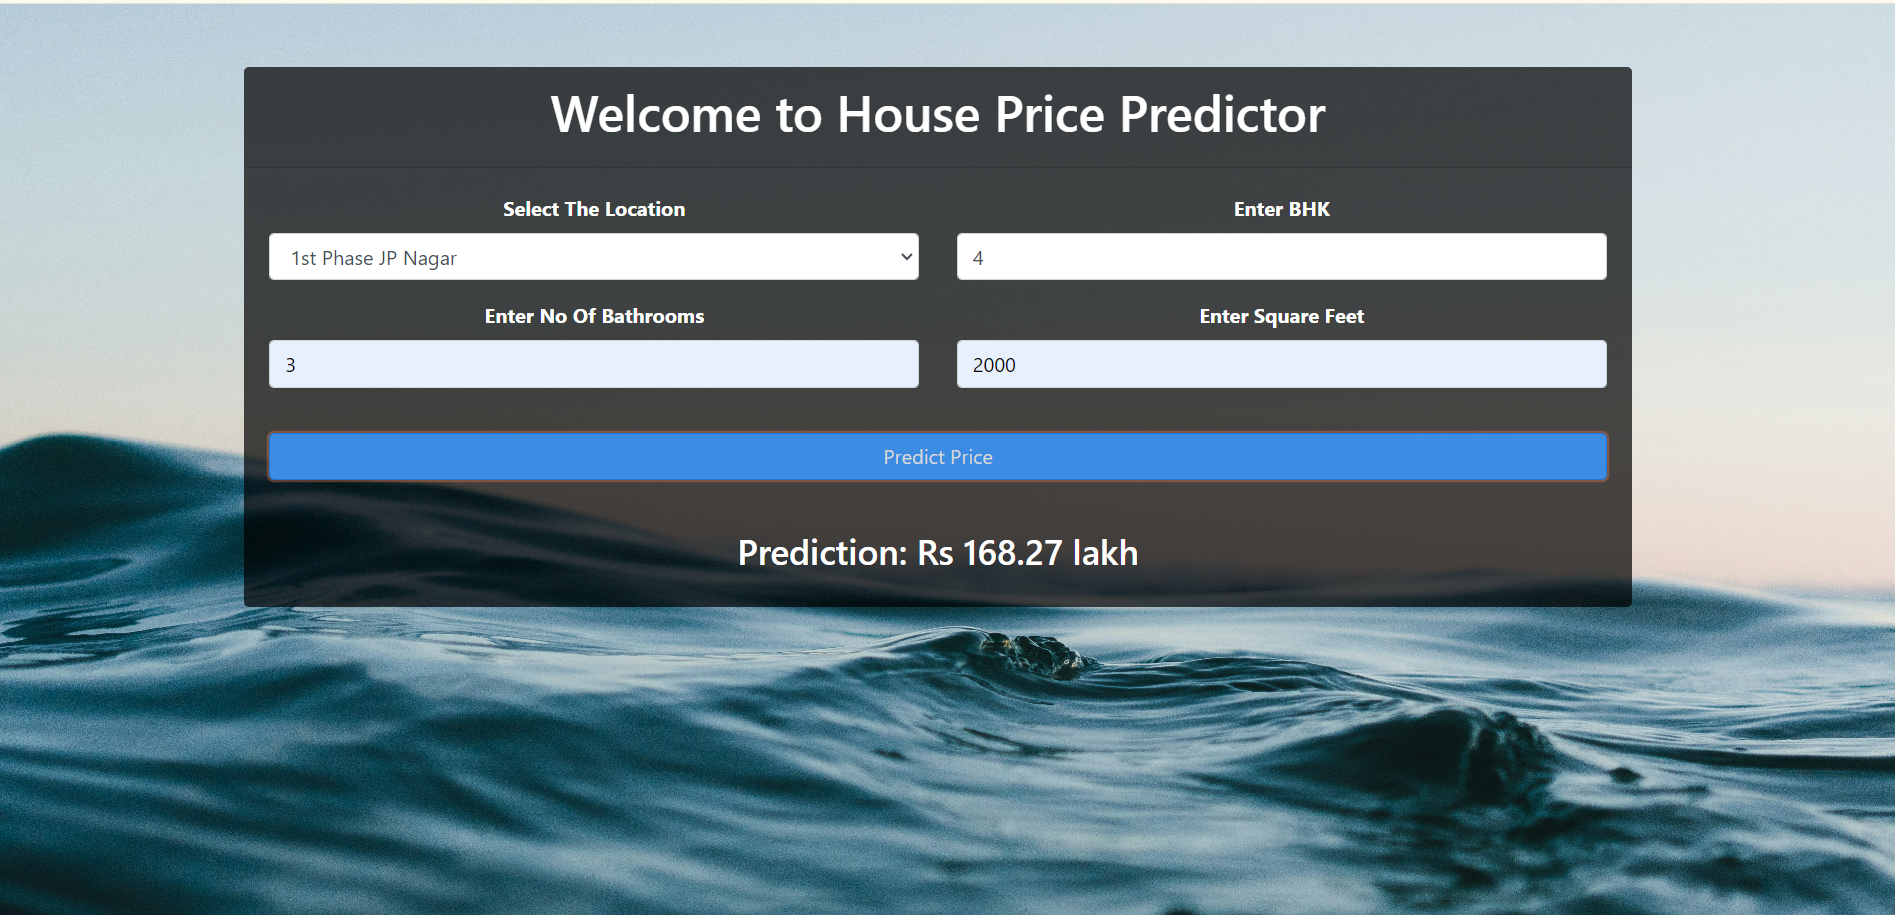 Welcome to House Price Predictor
Select The Location
Enter BHK
1st Phase JP Nagar
4
Enter No Of Bathrooms
Enter Square Feet
3
2000
Predict Price
Prediction: Rs 168.27 lakh